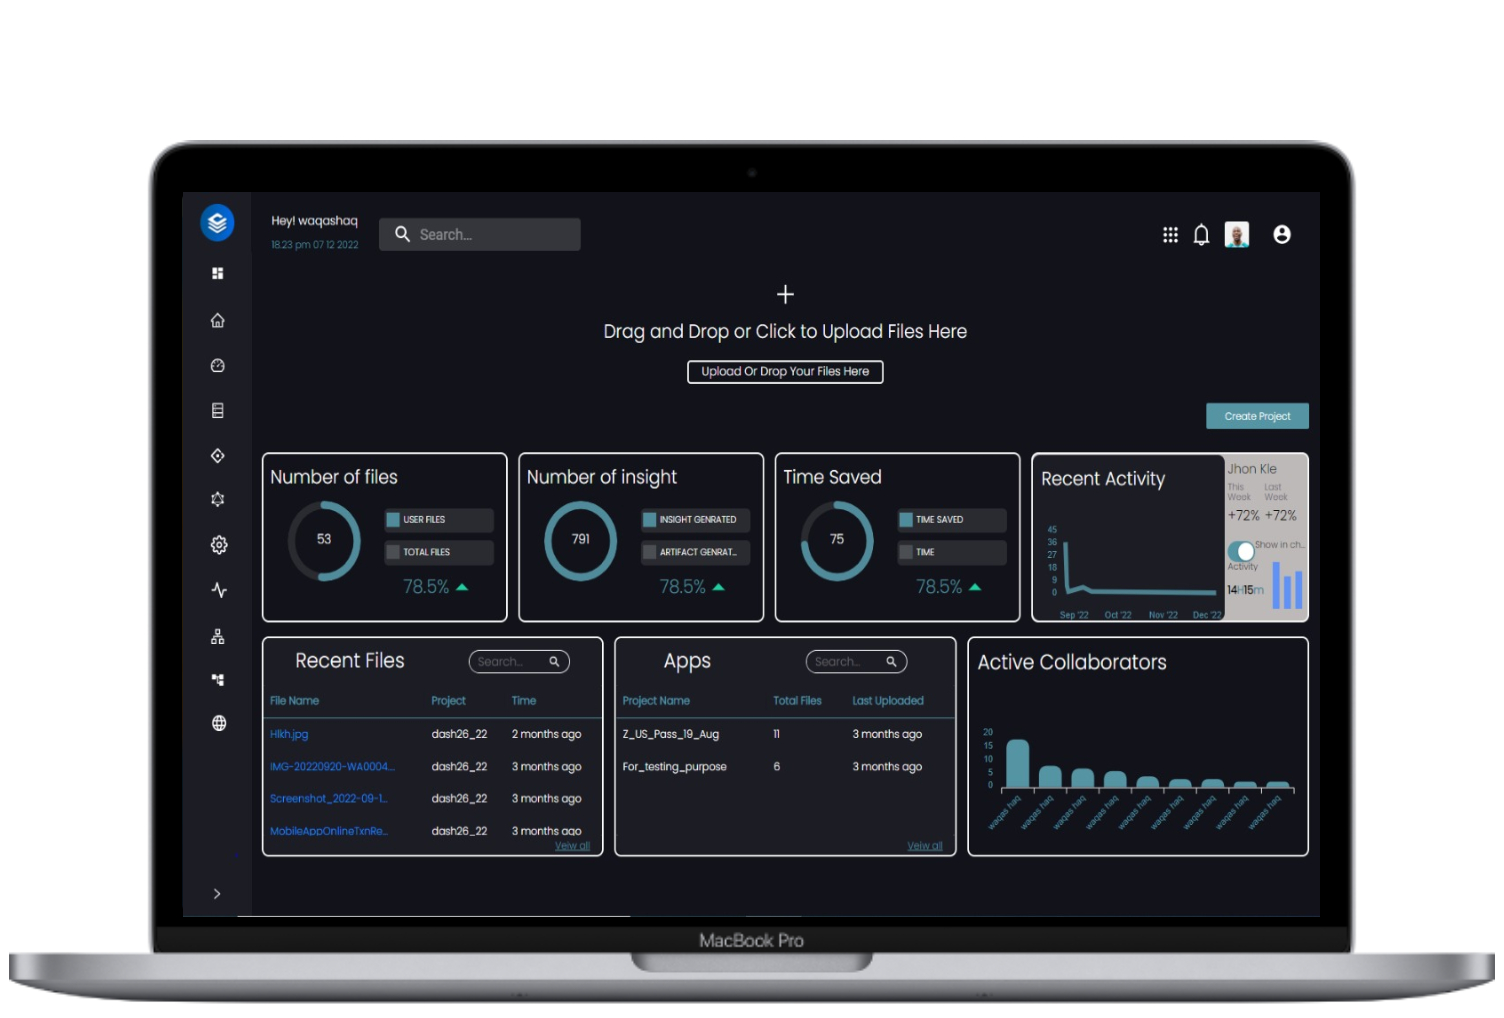 Hey! waqashaq
18.23 pm 07 12 2022
Search...
Drag and Drop or Click to Upload Files Here
Upload Or Drop Your Files Here
Create Project
Number of files
53
USER FILES
TOTAL FILES
78.5%
Number of insight
791
INSIGHT GENRATED
ARTIFACT GENRAT...
78.5%
Time Saved
75
TIME SAVED
TIME
78.5%
Recent Activity
45
36
27
18
9
0
Sep '22 Oct '22 Nov '22 Dec '22
Jhon Kle
This Week Last Week
+72% +72%
Show in ch...
Activity
14H15m
Recent Files
Search...
File Name Project Time
Hlkh.jpg dash26_22 2 months ago
IMG-20220920-WA0004... dash26_22 3 months ago
Screenshot_2022-09-1... dash26_22 3 months ago
MobileAppOnlineTxnRe... dash26_22 3 months ago
Veiw all
Apps
Search...
Project Name Total Files Last Uploaded
Z_US_Pass_19_Aug 11 3 months ago
For_testing_purpose 6 3 months ago
Veiw all
Active Collaborators
20
15
10
5
0
waqas haq waqas haq waqas haq waqas haq waqas haq waqas haq waqas haq waqas haq waqas haq
MacBook Pro